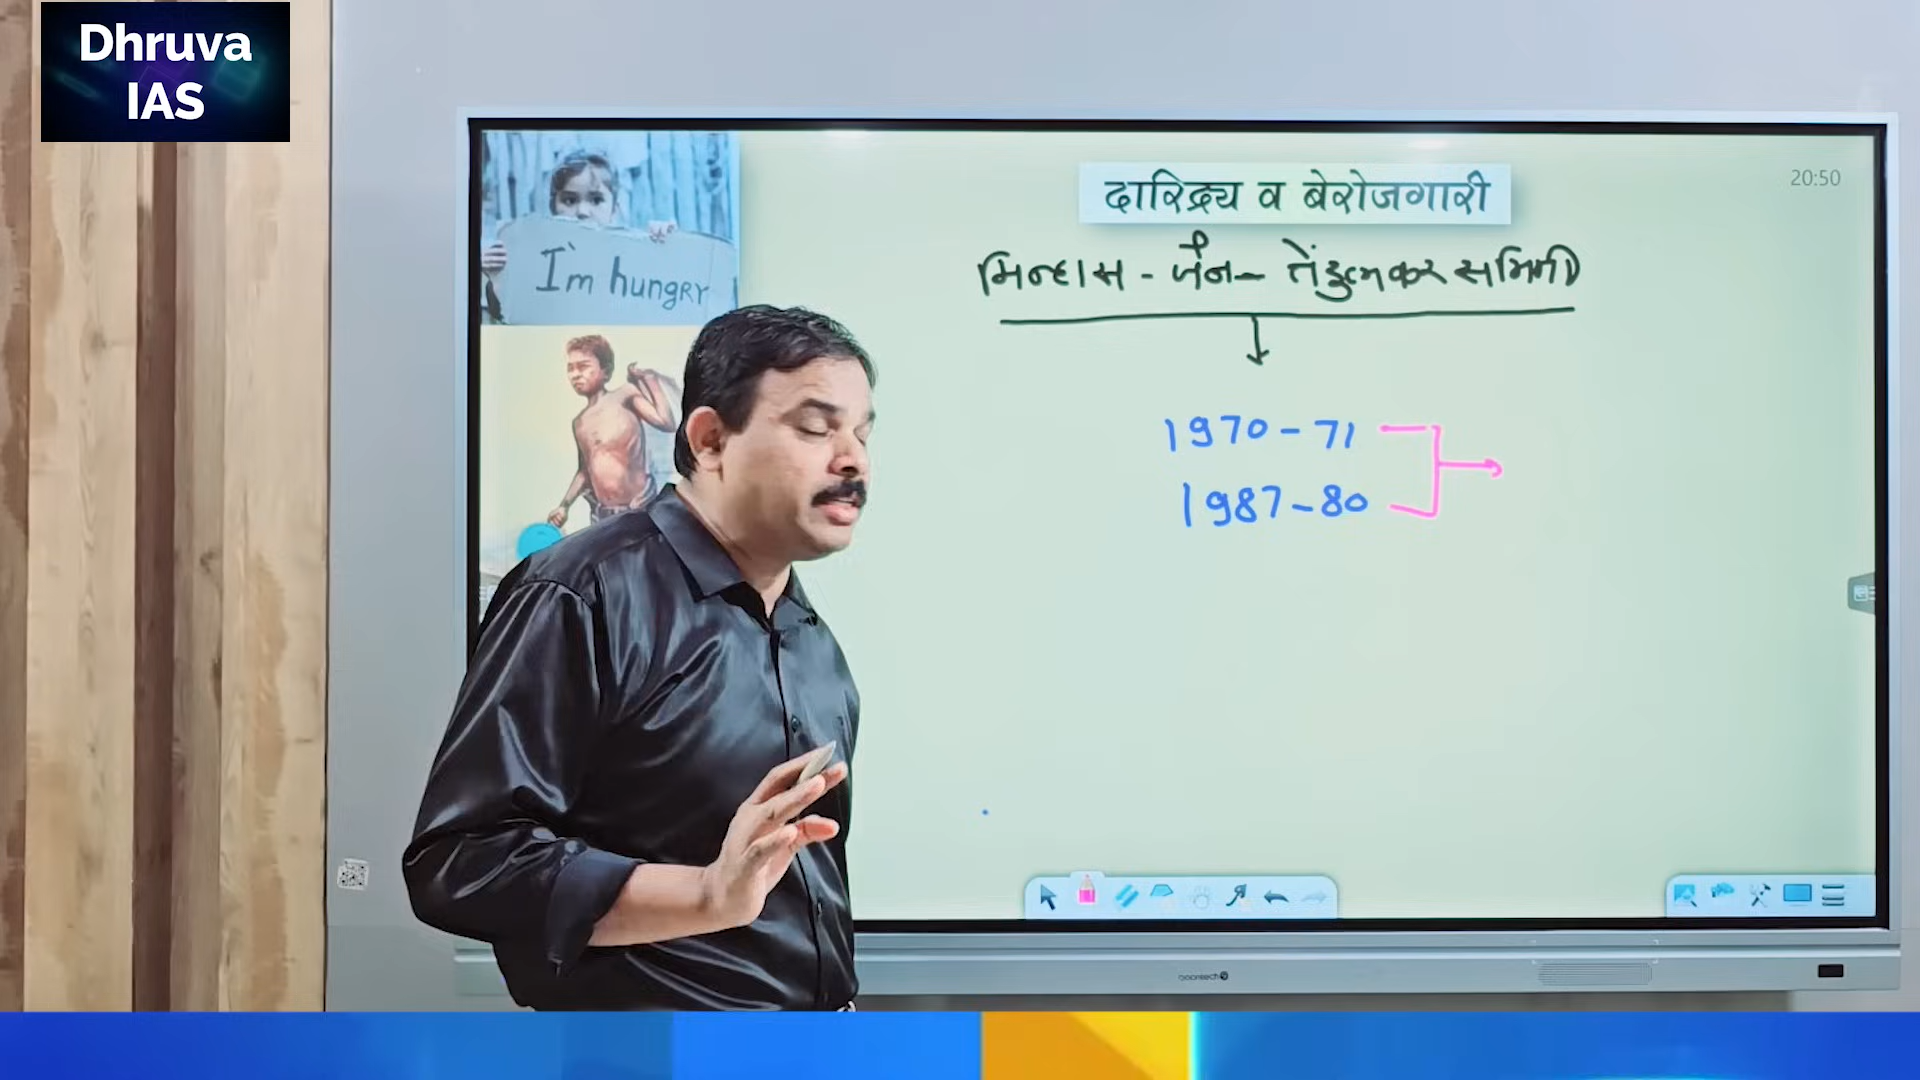 Dhruva
IAS
20:50
दारिद्र्य व बेरोजगारी
I'm hungry
मिन्हास - जैन - तेंडुलकर समिती
1970-71
1987-80